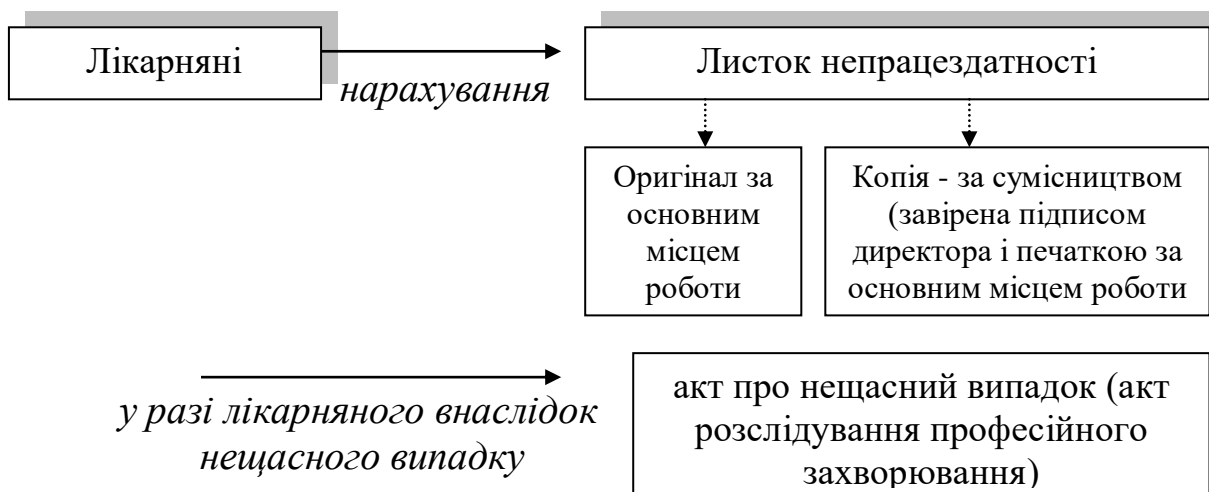 Лікарняні
нарахування
Листок непрацездатності
Оригінал за
основним
місцем
роботи
Копія - за сумісництвом
(завірена підписом
директора і печаткою за
основним місцем роботи
у разі лікарняного внаслідок
нещасного випадку
акт про нещасний випадок (акт
розслідування професійного
захворювання)